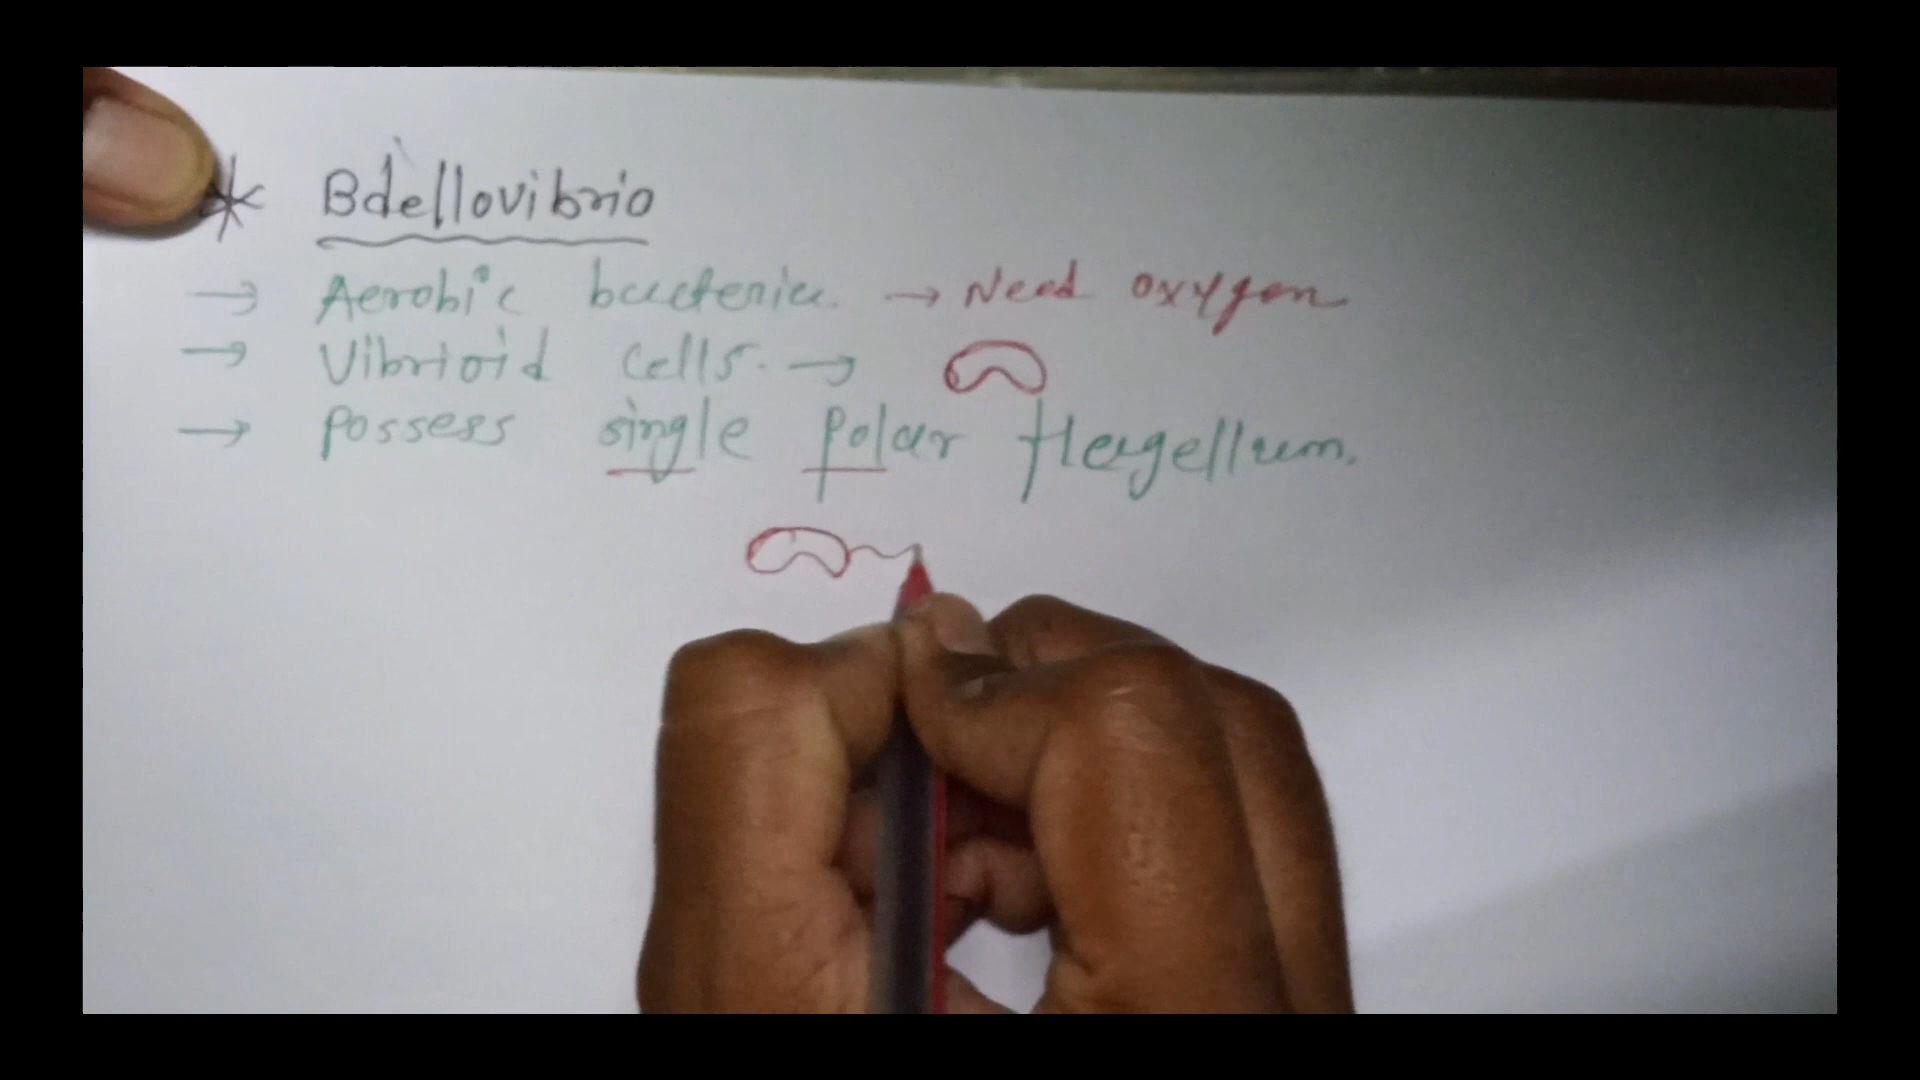 * Bdellovibrio
→ Aerobic bacteria. → Need oxygen
→ Vibrioid cells. →
→ Possess single polar flagellum.